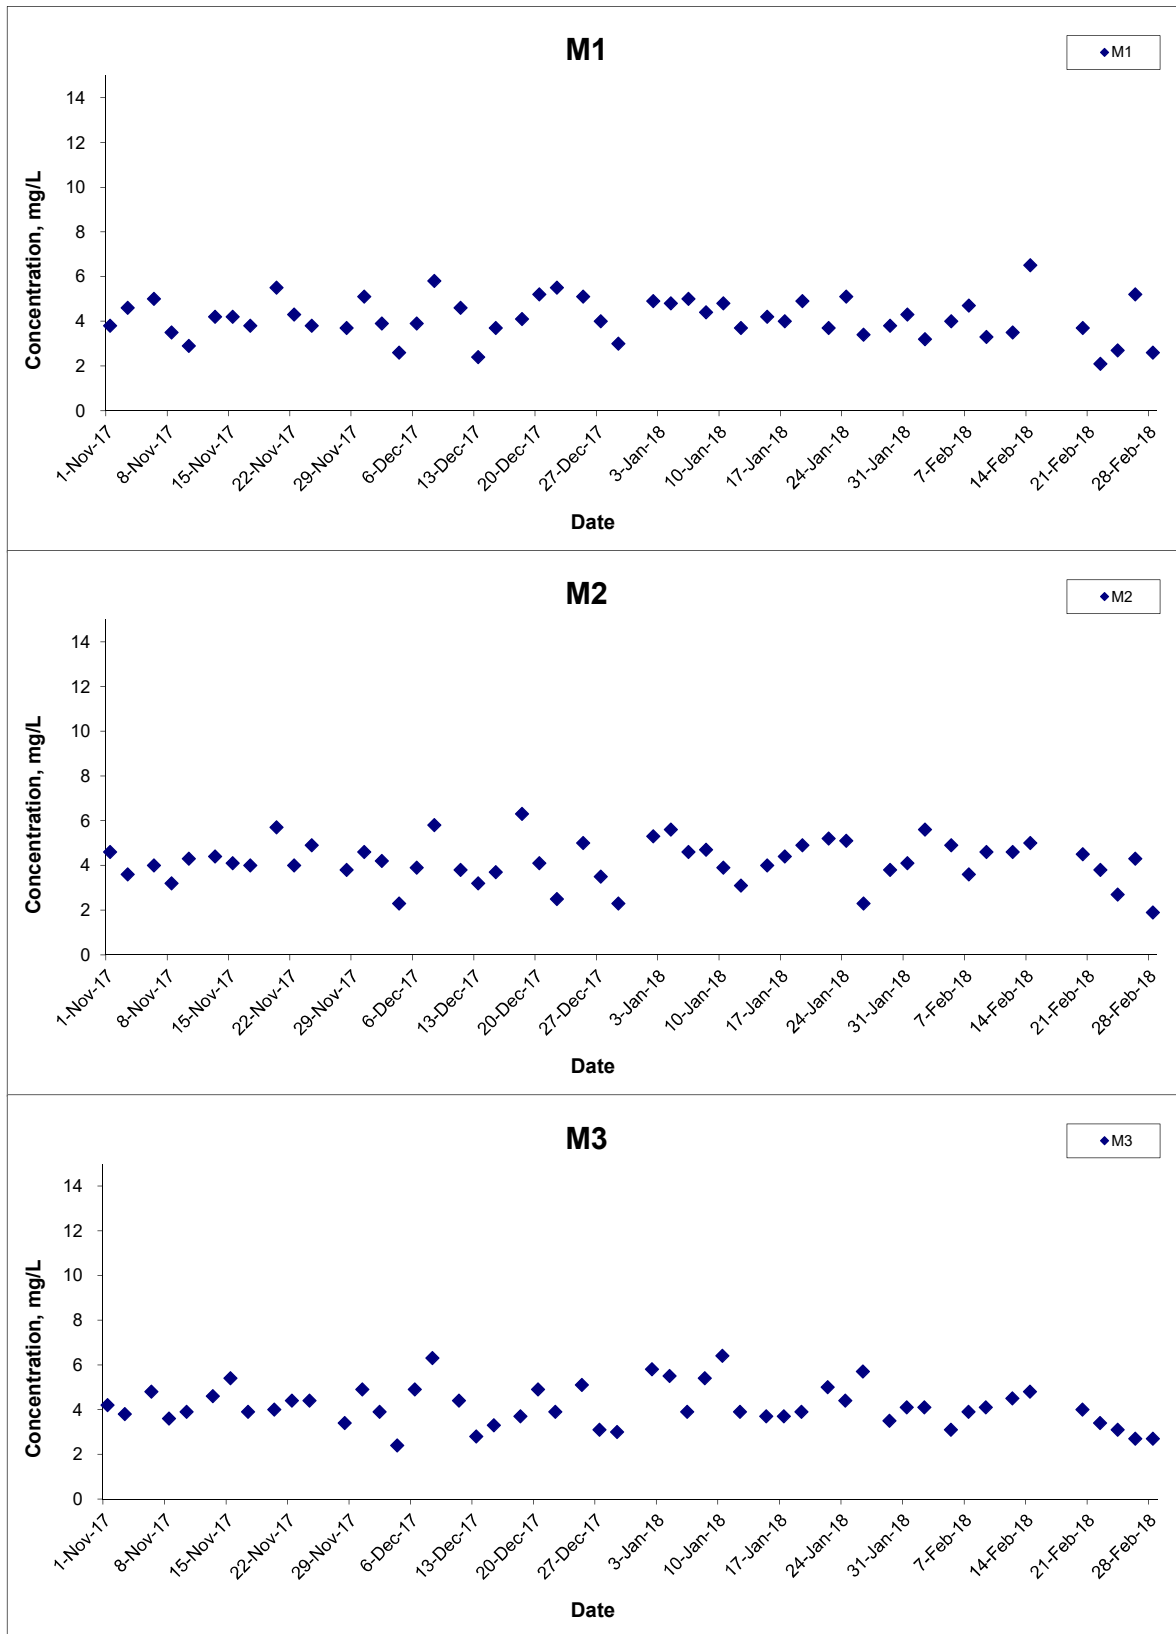 M1
M1
14
12
10
8
6
4
2
0
Concentration, mg/L
1-Nov-17
8-Nov-17
15-Nov-17
22-Nov-17
29-Nov-17
6-Dec-17
13-Dec-17
20-Dec-17
27-Dec-17
3-Jan-18
10-Jan-18
17-Jan-18
24-Jan-18
31-Jan-18
7-Feb-18
14-Feb-18
21-Feb-18
28-Feb-18
Date
M2
M2
14
12
10
8
6
4
2
0
Concentration, mg/L
1-Nov-17
8-Nov-17
15-Nov-17
22-Nov-17
29-Nov-17
6-Dec-17
13-Dec-17
20-Dec-17
27-Dec-17
3-Jan-18
10-Jan-18
17-Jan-18
24-Jan-18
31-Jan-18
7-Feb-18
14-Feb-18
21-Feb-18
28-Feb-18
Date
M3
M3
14
12
10
8
6
4
2
0
Concentration, mg/L
1-Nov-17
8-Nov-17
15-Nov-17
22-Nov-17
29-Nov-17
6-Dec-17
13-Dec-17
20-Dec-17
27-Dec-17
3-Jan-18
10-Jan-18
17-Jan-18
24-Jan-18
31-Jan-18
7-Feb-18
14-Feb-18
21-Feb-18
28-Feb-18
Date